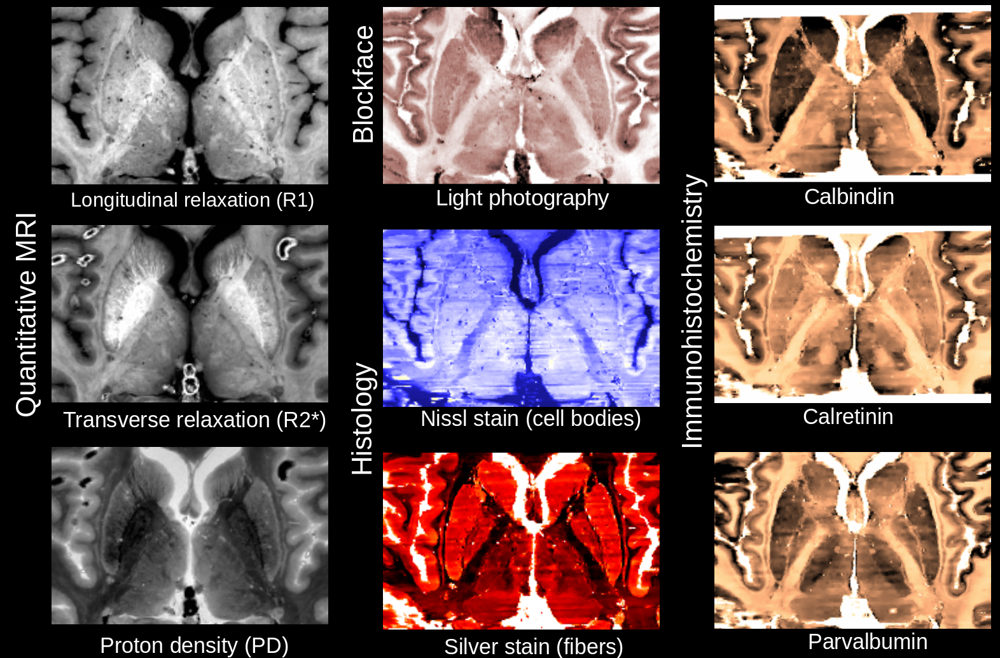 Quantitative MRI
Longitudinal relaxation (R1)
Transverse relaxation (R2*)
Proton density (PD)
Blockface
Light photography
Histology
Nissl stain (cell bodies)
Silver stain (fibers)
Immunohistochemistry
Calbindin
Calretinin
Parvalbumin